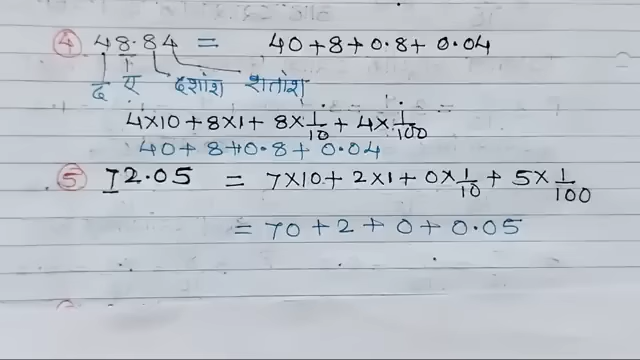 ④ 48.84 = 40+8+0.8+0.04
द ए दशांश शतांश
4×10+8×1+8×1/10+4×1/100
40+8+0.8+0.04
⑤ 72.05 = 7×10+2×1+0×1/10+5×1/100
= 70+2+0+0.05